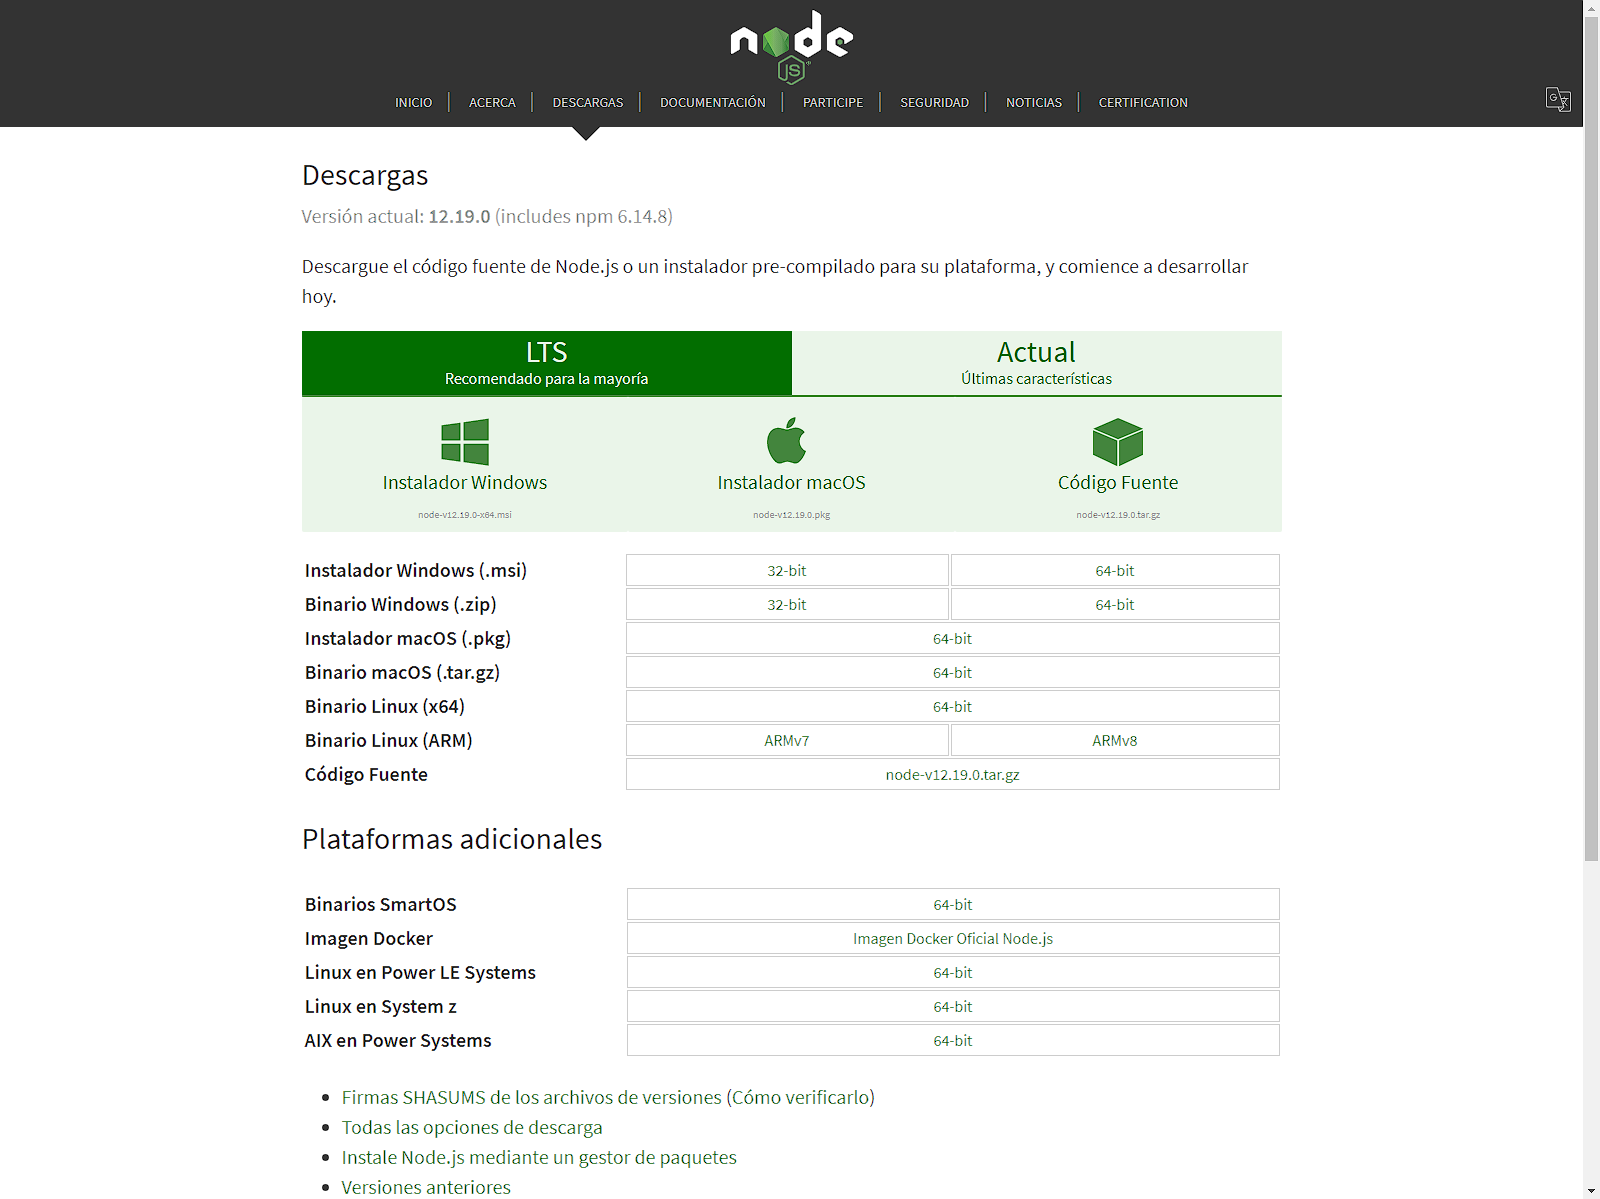 node
JS
INICIO
ACERCA
DESCARGAS
DOCUMENTACIÓN
PARTICIPE
SEGURIDAD
NOTICIAS
CERTIFICATION
Descargas
Versión actual: 12.19.0 (includes npm 6.14.8)
Descargue el código fuente de Node.js o un instalador pre-compilado para su plataforma, y comience a desarrollar
hoy.
LTS
Recomendado para la mayoría
Actual
Últimas características
Instalador Windows
node-v12.19.0-x64.msi
Instalador macOS
node-v12.19.0.pkg
Código Fuente
node-v12.19.0.tar.gz
Instalador Windows (.msi) 32-bit 64-bit
Binario Windows (.zip) 32-bit 64-bit
Instalador macOS (.pkg) 64-bit
Binario macOS (.tar.gz) 64-bit
Binario Linux (x64) 64-bit
Binario Linux (ARM) ARMv7 ARMv8
Código Fuente node-v12.19.0.tar.gz
Plataformas adicionales
Binarios SmartOS 64-bit
Imagen Docker Imagen Docker Oficial Node.js
Linux en Power LE Systems 64-bit
Linux en System z 64-bit
AIX en Power Systems 64-bit
Firmas SHASUMS de los archivos de versiones (Cómo verificarlo)
Todas las opciones de descarga
Instale Node.js mediante un gestor de paquetes
Versiones anteriores